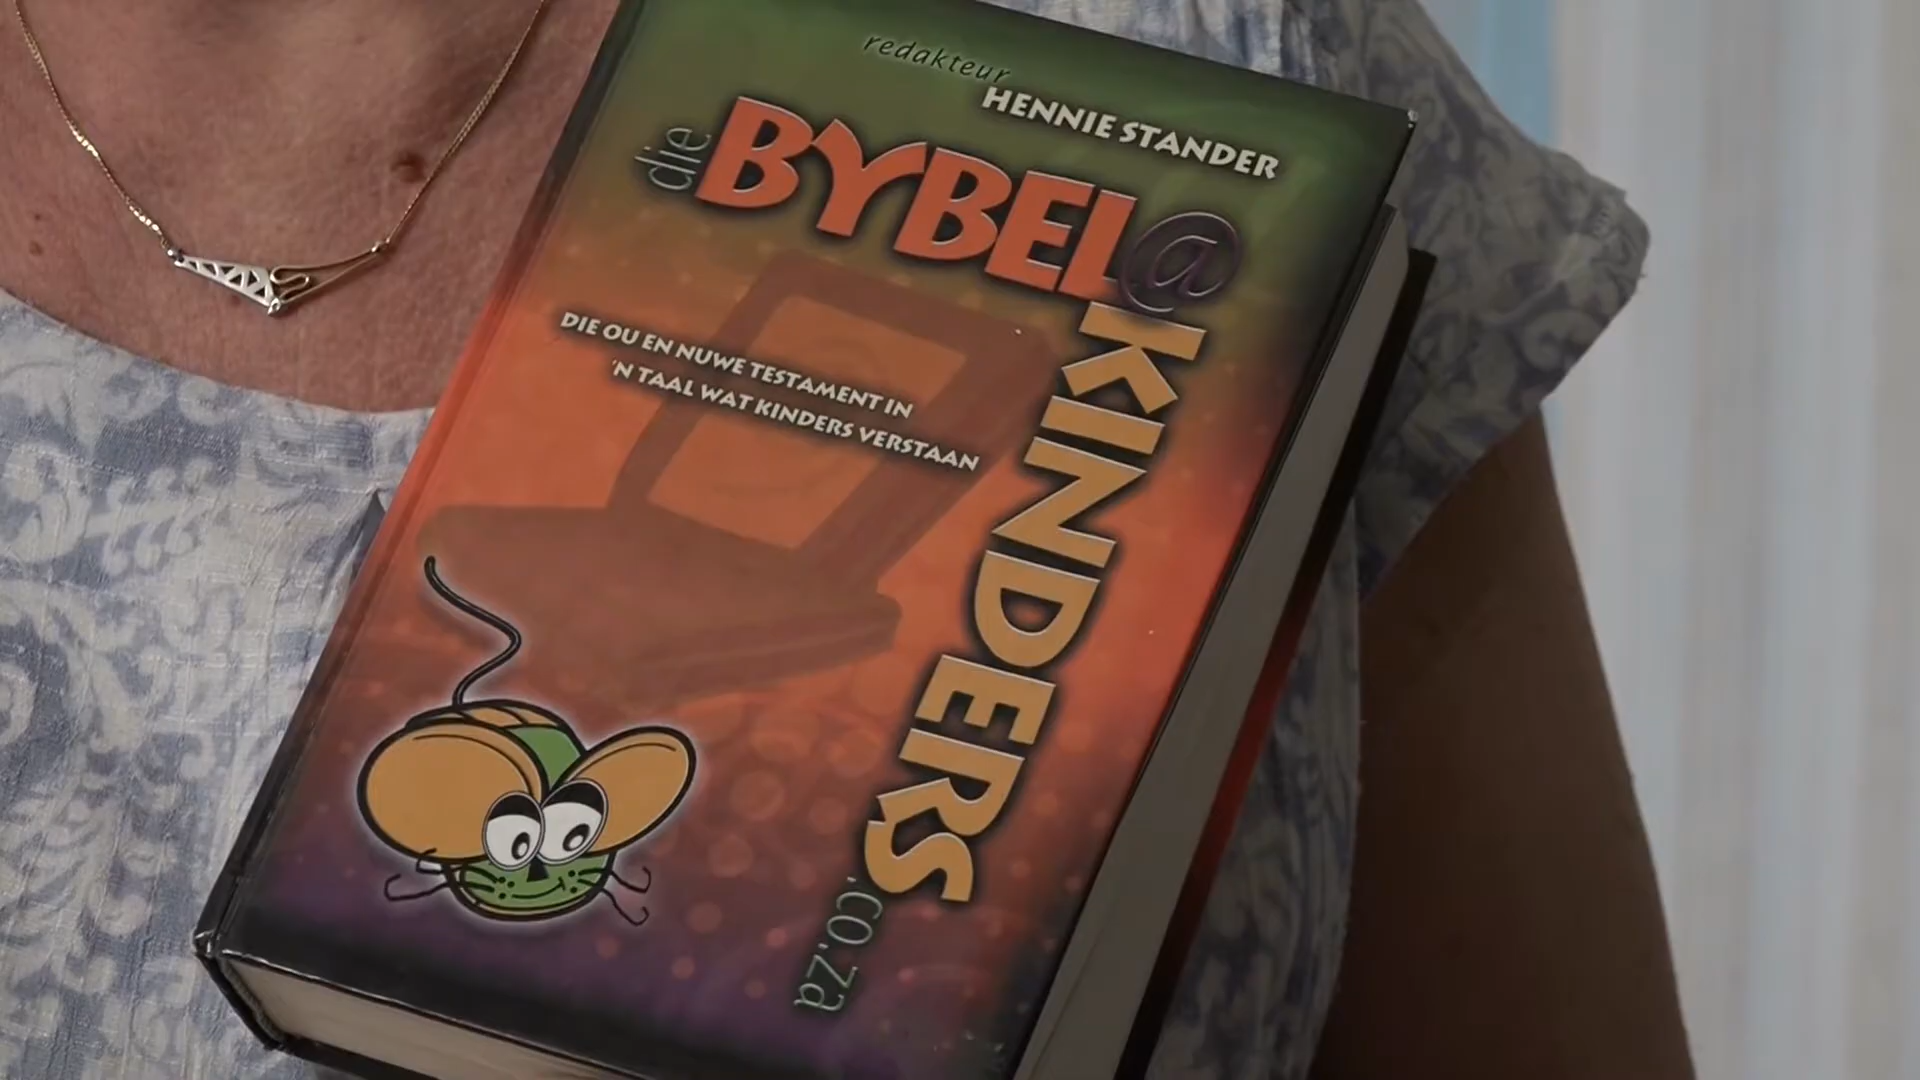 redakteur
HENNIE STANDER
die BYBEL@
KINDERS
.co.za
DIE OU EN NUWE TESTAMENT IN
'N TAAL WAT KINDERS VERSTAAN